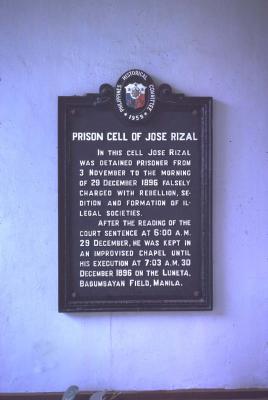 PHILIPPINES HISTORICAL COMMITTEE
1959
PRISON CELL OF JOSE RIZAL
IN THIS CELL JOSE RIZAL
WAS DETAINED PRISONER FROM
3 NOVEMBER TO THE MORNING
OF 29 DECEMBER 1896 FALSELY
CHARGED WITH REBELLION, SE-
DITION AND FORMATION OF IL-
LEGAL SOCIETIES.
AFTER THE READING OF THE
COURT SENTENCE AT 6:00 A.M.
29 DECEMBER, HE WAS KEPT IN
AN IMPROVISED CHAPEL UNTIL
HIS EXECUTION AT 7:03 A.M. 30
DECEMBER 1896 ON THE LUNETA,
BAGUMBAYAN FIELD, MANILA.